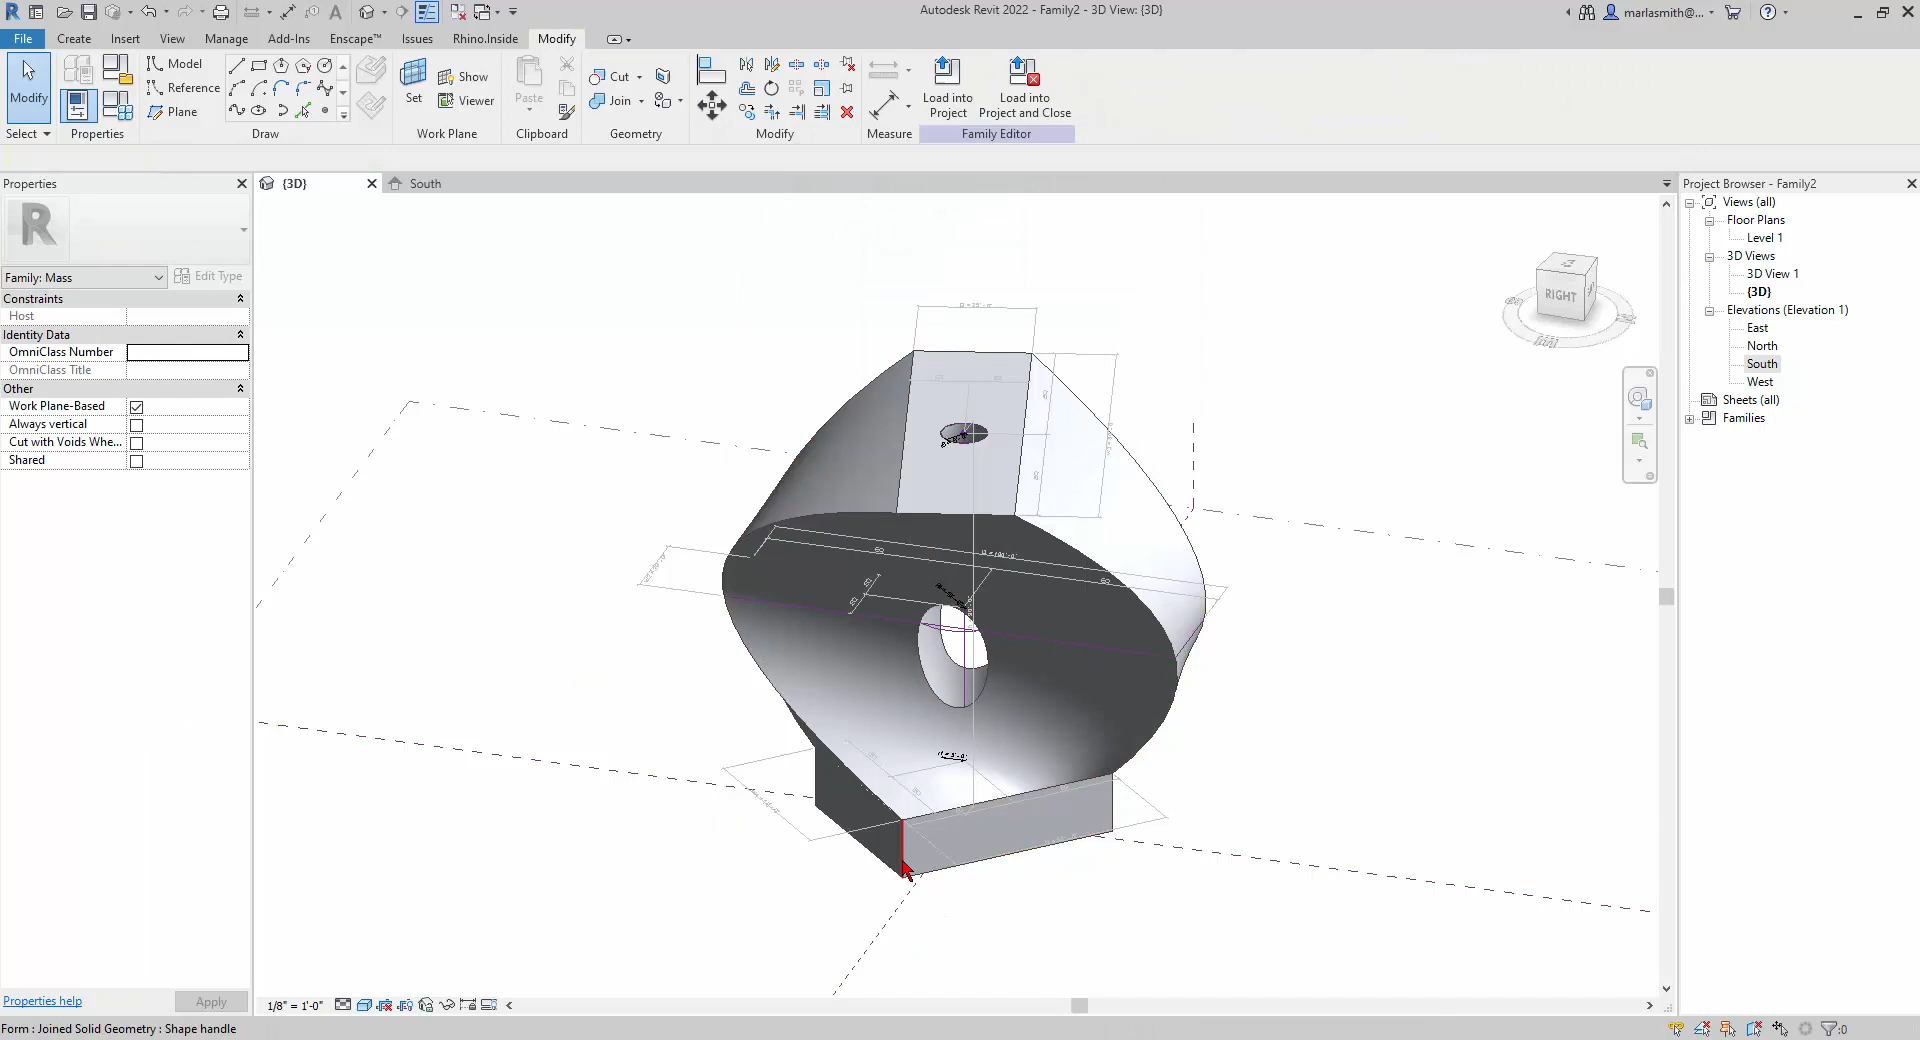 Autodesk Revit 2022 - Family2 - 3D View: {3D}
marlasmith@...
File
Create
Insert
View
Manage
Add-Ins
Enscape™
Issues
Rhino.Inside
Modify
Modify
Select
Properties
Model
Reference
Plane
Draw
Set
Show
Viewer
Work Plane
Paste
Clipboard
Cut
Join
Geometry
Modify
Measure
Load into
Project
Load into
Project and Close
Family Editor
Properties
{3D}
South
Project Browser - Family2
Family: Mass
Edit Type
Constraints
Host
Identity Data
OmniClass Number
OmniClass Title
Other
Work Plane-Based
Always vertical
Cut with Voids Whe...
Shared
RIGHT
Views (all)
Floor Plans
Level 1
3D Views
3D View 1
{3D}
Elevations (Elevation 1)
East
North
South
West
Sheets (all)
Families
Properties help
Apply
1/8" = 1'-0"
Form : Joined Solid Geometry : Shape handle
:0